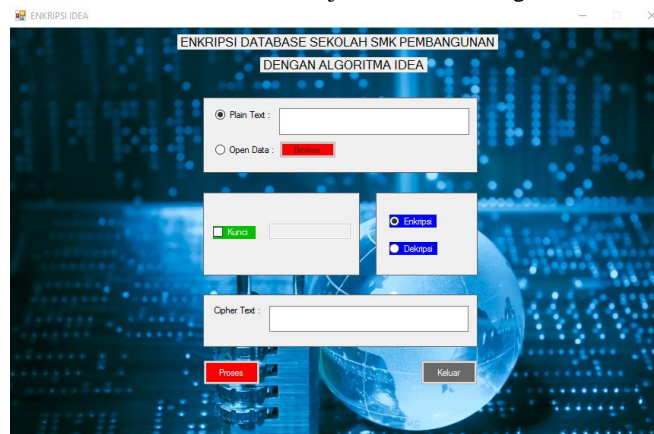 ENKRIPSI IDEA
ENKRIPSI DATABASE SEKOLAH SMK PEMBANGUNAN
DENGAN ALGORITMA IDEA
Plain Text :
Open Data : Browse
Kunci
Enkripsi
Dekripsi
Cipher Text :
Proses Keluar